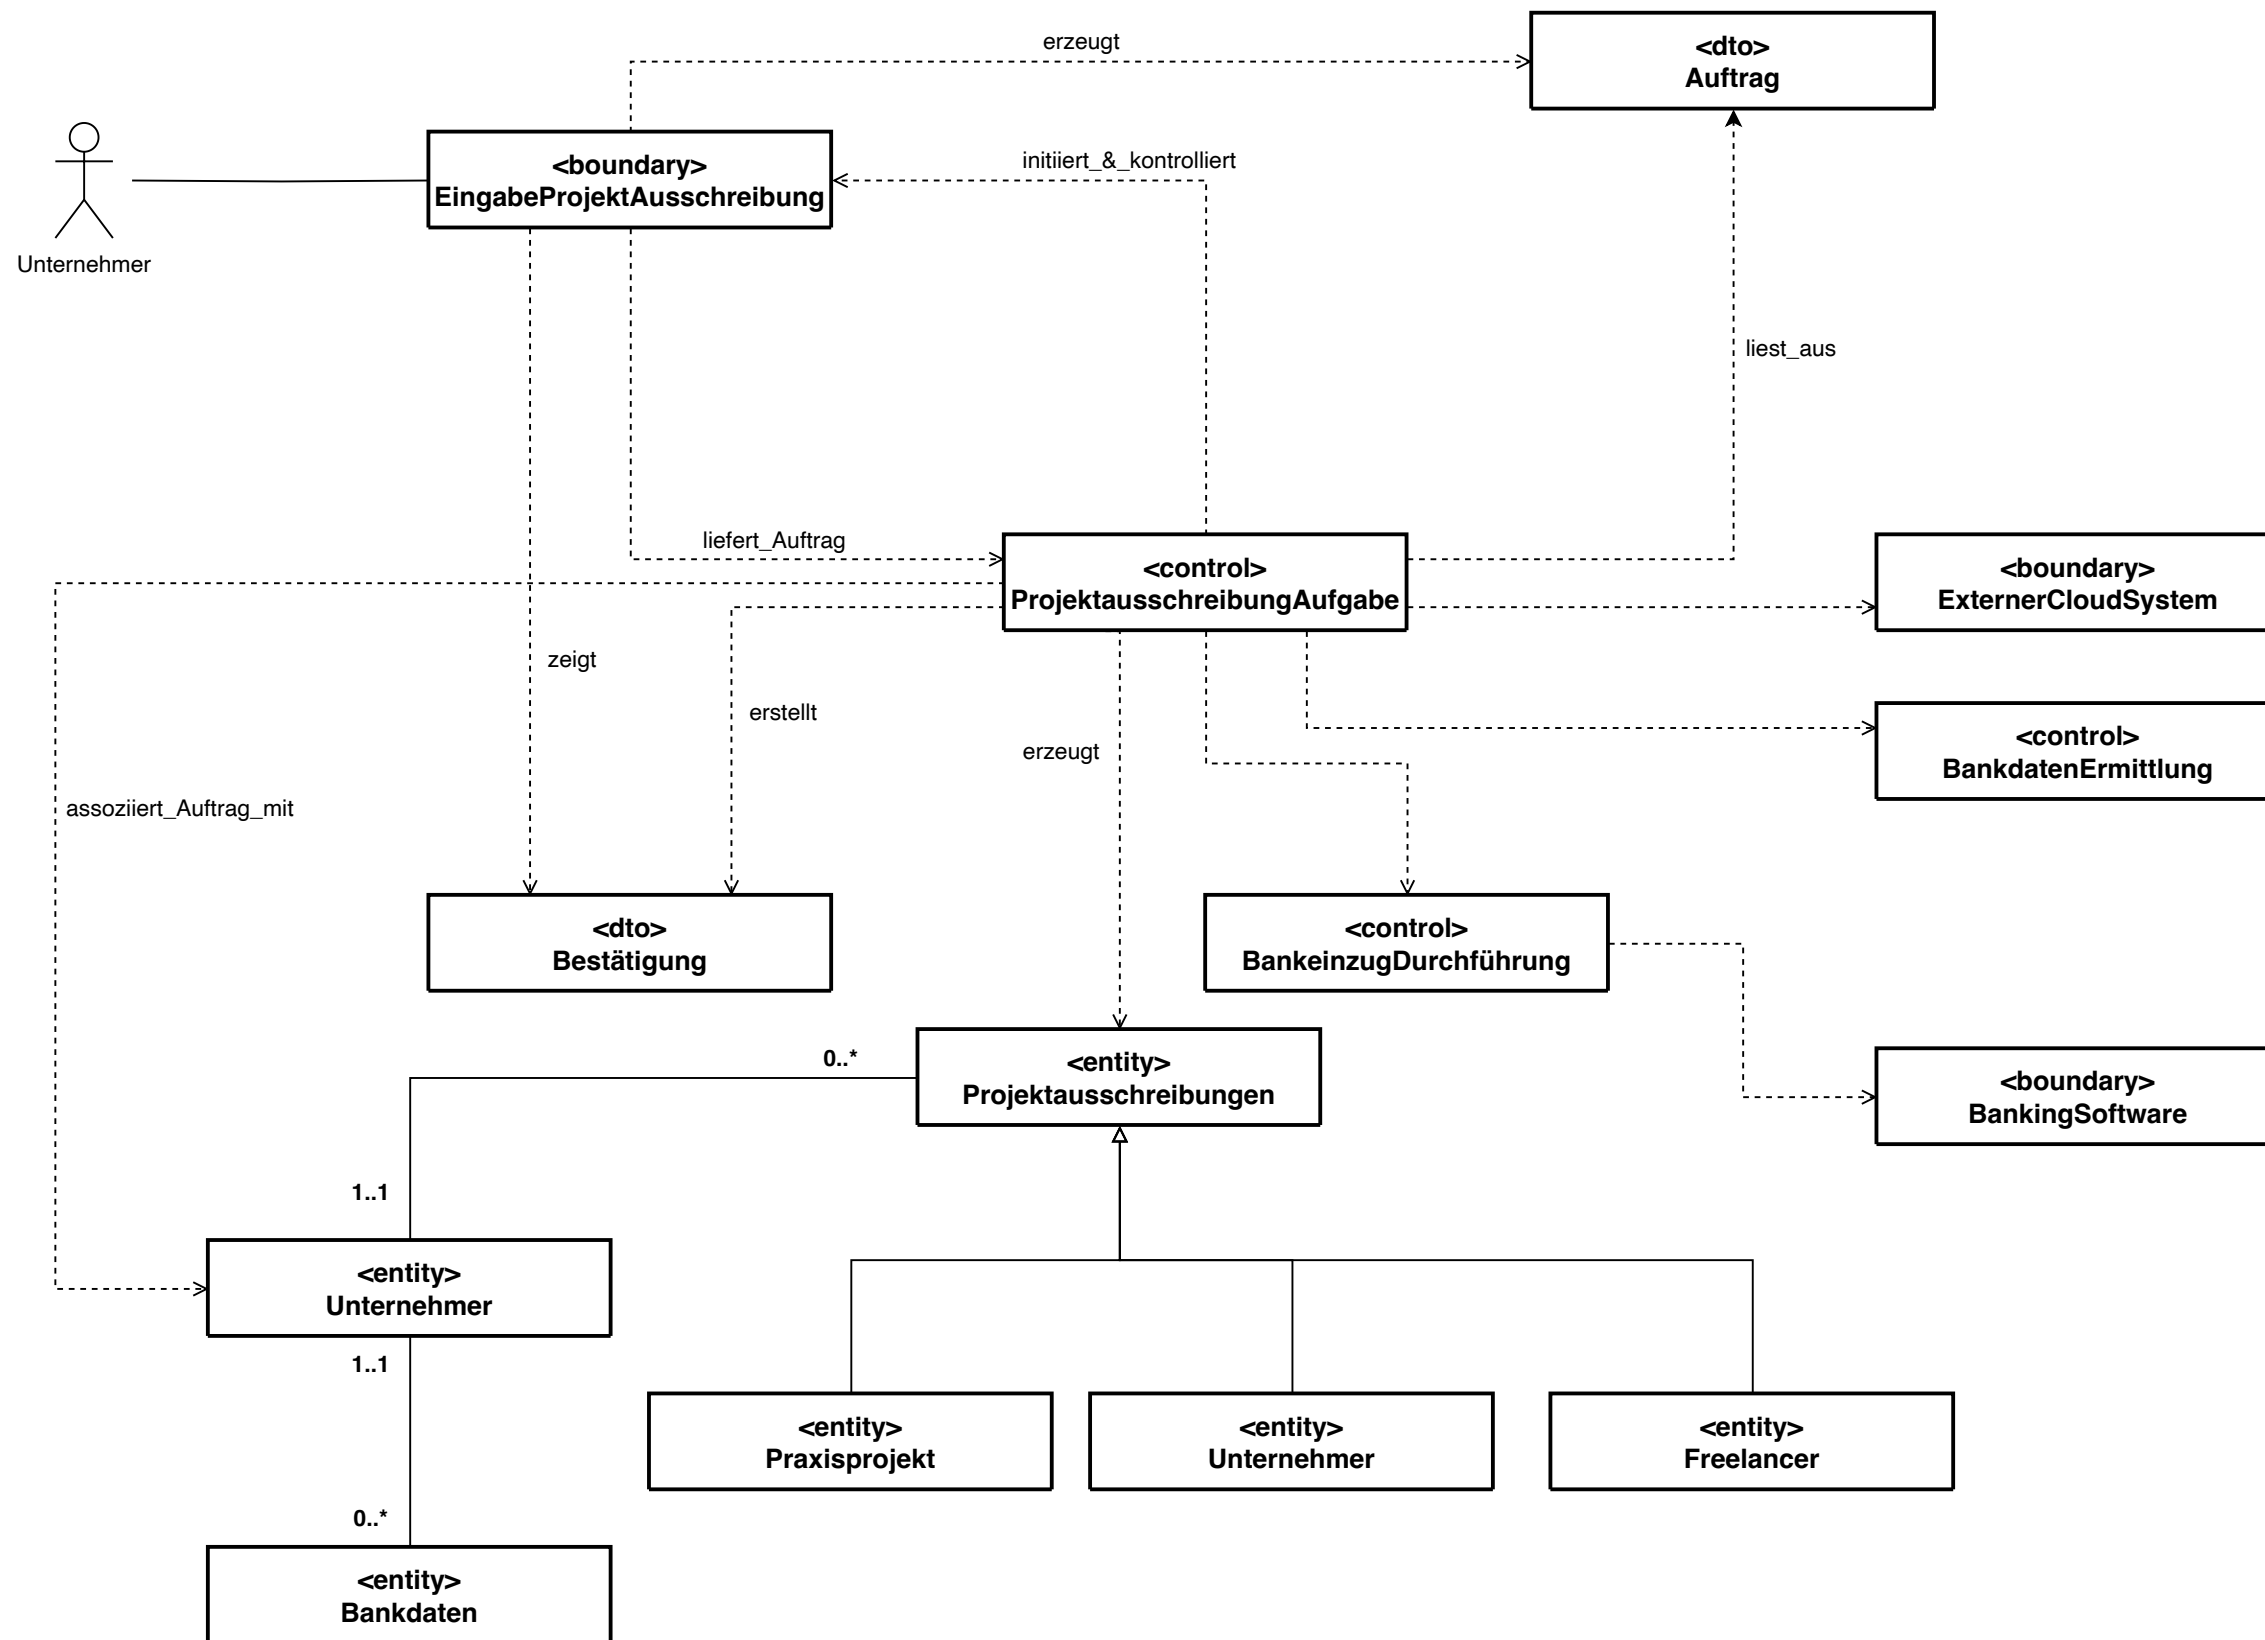 erzeugt
<dto>
Auftrag
<boundary>
EingabeProjektAusschreibung
initiiert_&_kontrolliert
Unternehmer
liest_aus
liefert_Auftrag
<control>
ProjektausschreibungAufgabe
<boundary>
ExternerCloudSystem
zeigt
erstellt
erzeugt
<control>
BankdatenErmittlung
assoziiert_Auftrag_mit
<dto>
Bestätigung
<control>
BankeinzugDurchführung
0..*
<entity>
Projektausschreibungen
<boundary>
BankingSoftware
1..1
<entity>
Unternehmer
1..1
<entity>
Praxisprojekt
<entity>
Unternehmer
<entity>
Freelancer
0..*
<entity>
Bankdaten